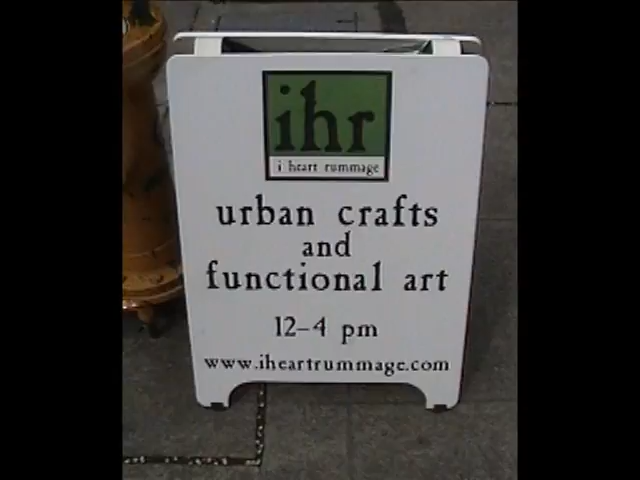 ihr
i heart rummage
urban crafts
and
functional art
12-4 pm
www.iheartrummage.com